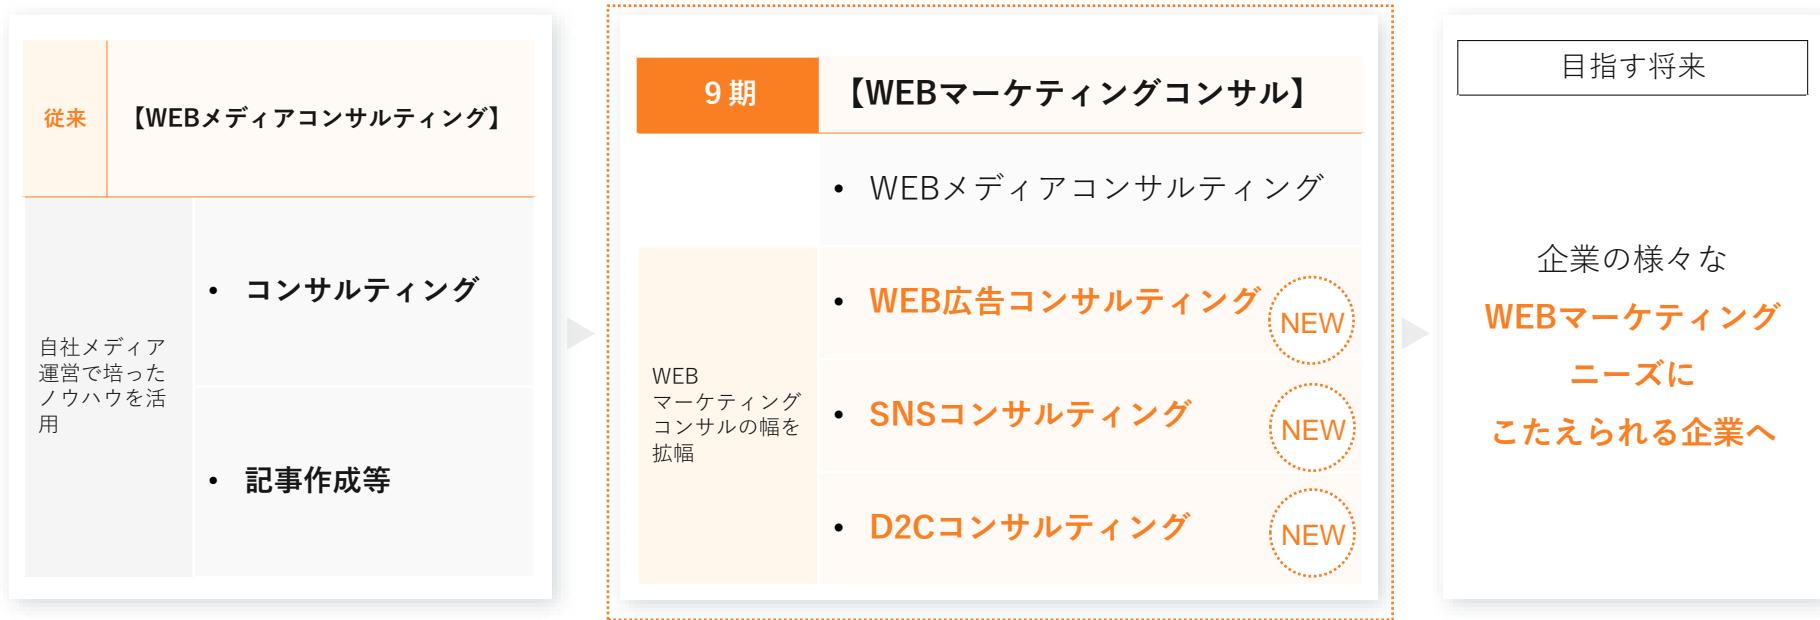 従来
【WEBメディアコンサルティング】
自社メディア
運営で培った
ノウハウを活
用
• コンサルティング
• 記事作成等
9期
【WEBマーケティングコンサル】
• WEBメディアコンサルティング
WEB
マーケティング
コンサルの幅を
拡幅
• WEB広告コンサルティング
NEW
• SNSコンサルティング
NEW
• D2Cコンサルティング
NEW
目指す将来
企業の様々な
WEBマーケティング
ニーズに
こたえられる企業へ